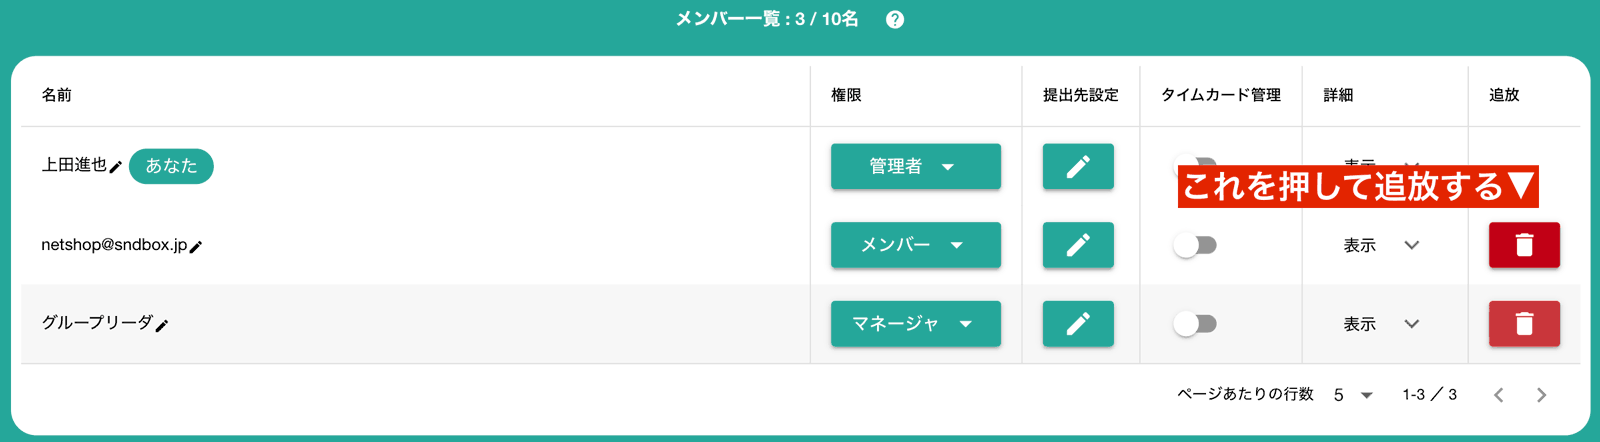 メンバー一覧 : 3 / 10名 ?
名前 権限 提出先設定 タイムカード管理 詳細 追放
上田進也 あなた 管理者
これを押して追放する▼
netshop@sndbox.jp メンバー 表示
グループリーダ マネージャ 表示
ページあたりの行数 5 1-3 / 3